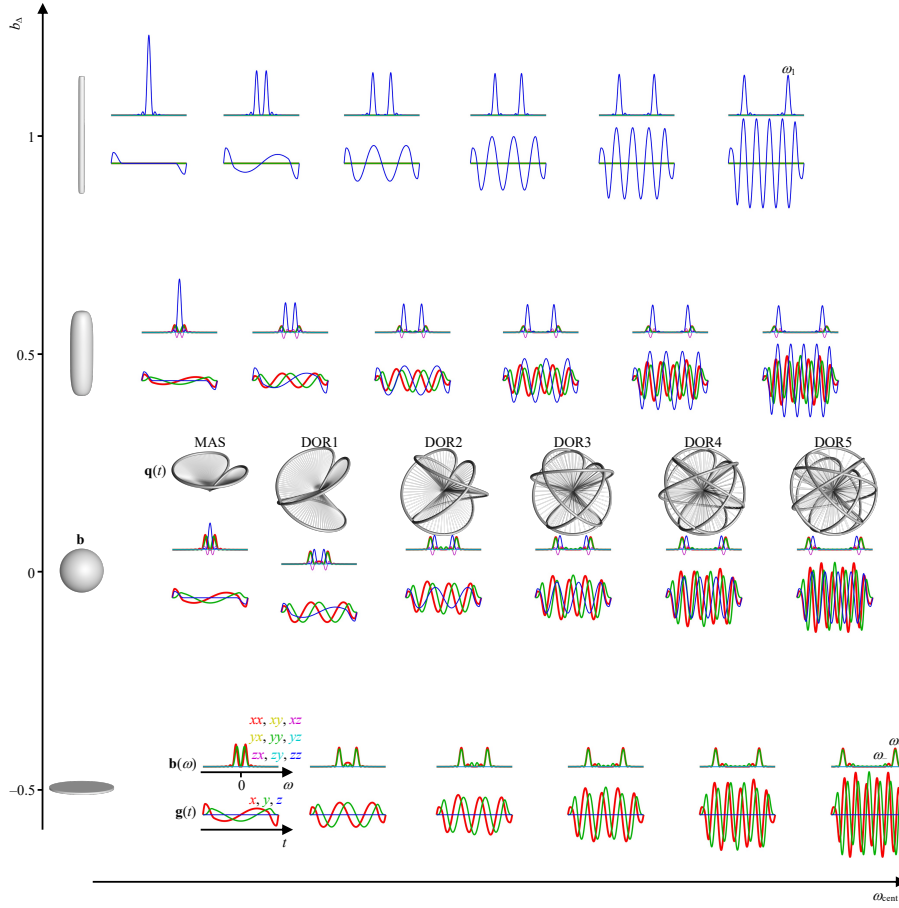 bΔ
ω1
1
0.5
MAS DOR1 DOR2 DOR3 DOR4 DOR5
q(t)
b
0
xx, xy, xz
yx, yy, yz
zx, zy, zz
b(ω)
0
ω
ω
ω–
–0.5
x, y, z
g(t)
t
ωcent